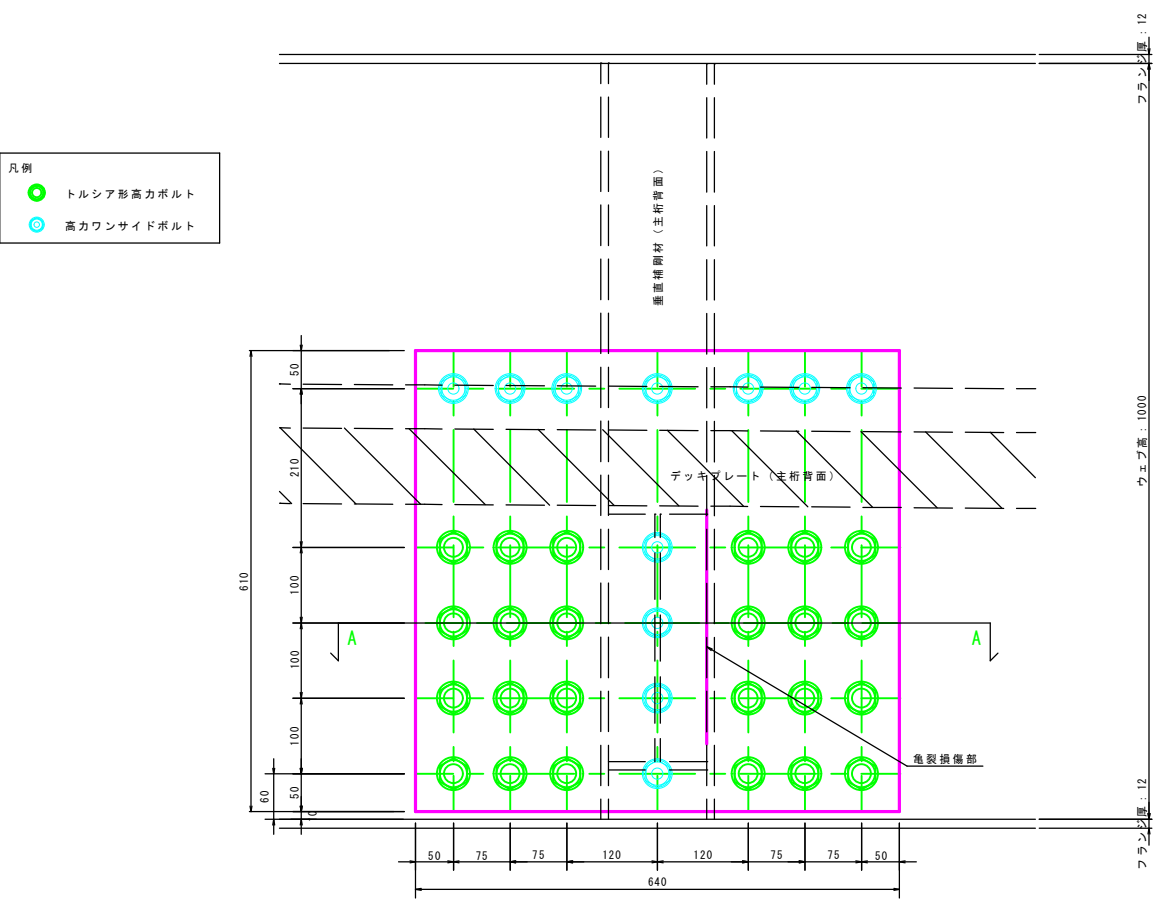 フランジ厚：12
凡例
トルシア形高力ボルト
高力ワンサイドボルト
垂直補剛材（主桁背面）
ウェブ高：1000
デッキプレート（主桁背面）
50
210
100
100
100
50
610
60
10
A
A
亀裂損傷部
フランジ厚：12
50
75
75
120
120
75
75
50
640